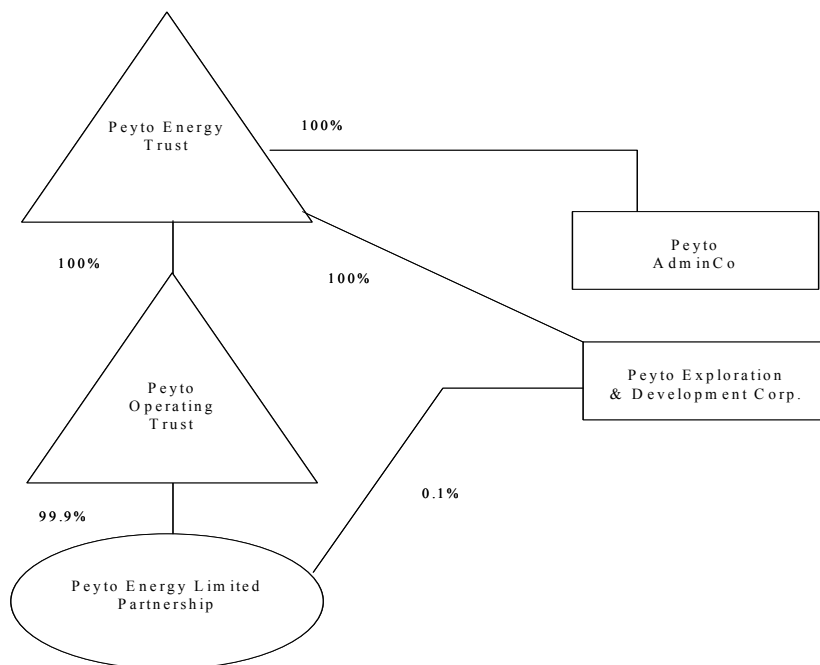 Peyto Energy
Trust
100%
Peyto
AdminCo
100%
100%
Peyto Exploration
& Development Corp.
Peyto
Operating
Trust
0.1%
99.9%
Peyto Energy Limited
Partnership